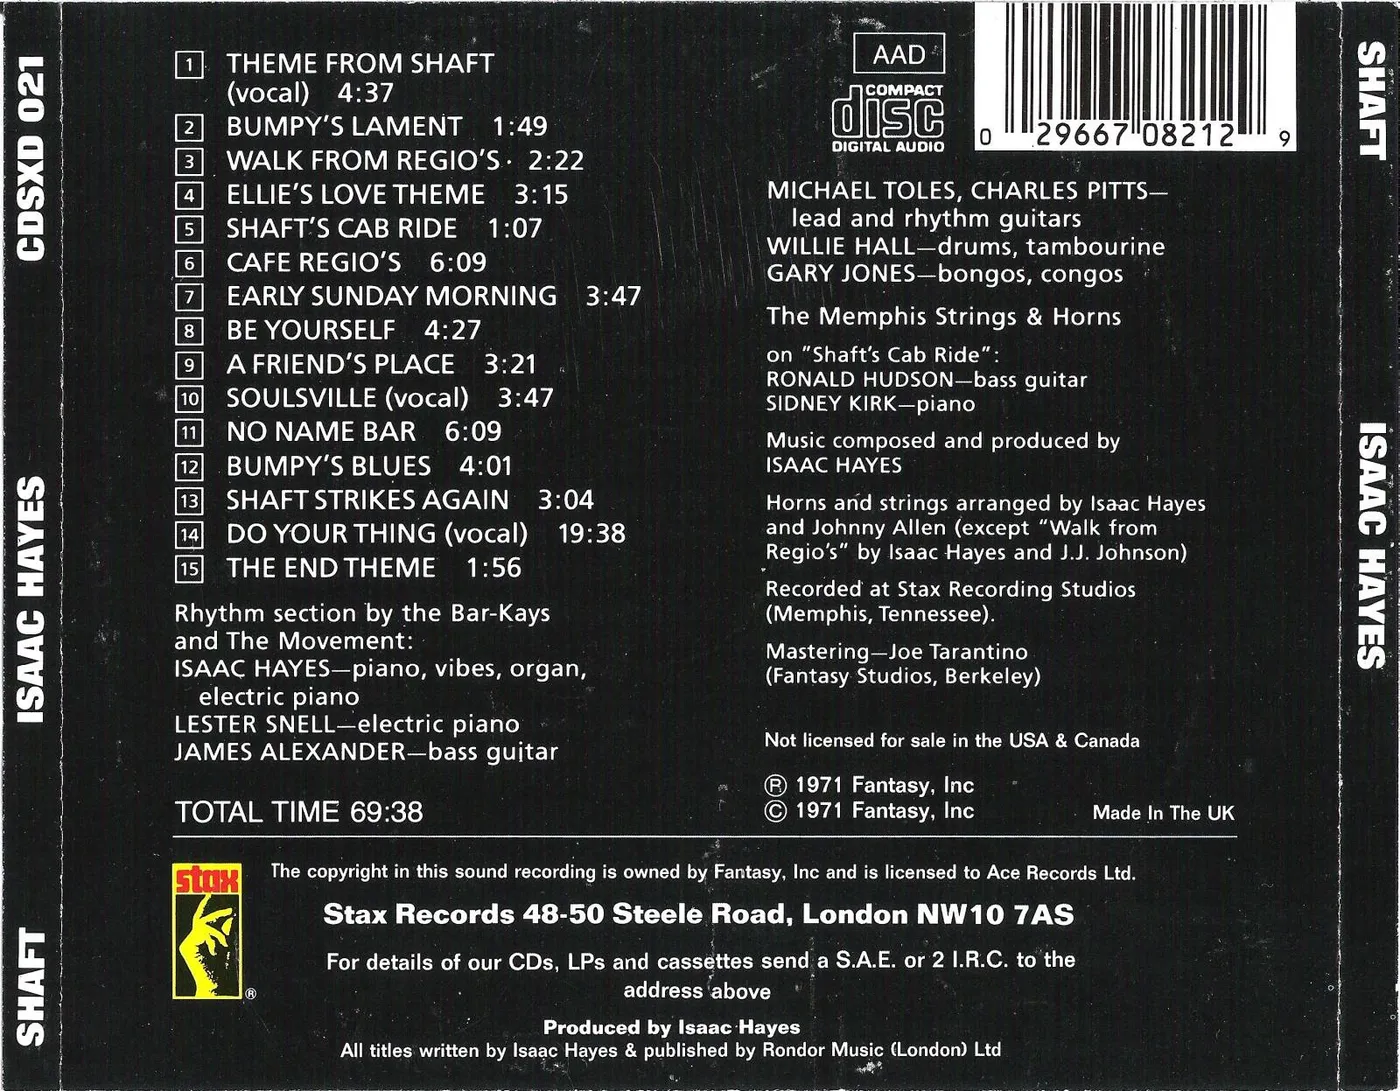 CDSXD 021
ISAAC HAYES
SHAFT
1 THEME FROM SHAFT
(vocal) 4:37
2 BUMPY'S LAMENT 1:49
3 WALK FROM REGIO'S · 2:22
4 ELLIE'S LOVE THEME 3:15
5 SHAFT'S CAB RIDE 1:07
6 CAFE REGIO'S 6:09
7 EARLY SUNDAY MORNING 3:47
8 BE YOURSELF 4:27
9 A FRIEND'S PLACE 3:21
10 SOULSVILLE (vocal) 3:47
11 NO NAME BAR 6:09
12 BUMPY'S BLUES 4:01
13 SHAFT STRIKES AGAIN 3:04
14 DO YOUR THING (vocal) 19:38
15 THE END THEME 1:56
Rhythm section by the Bar-Kays
and The Movement:
ISAAC HAYES—piano, vibes, organ,
electric piano
LESTER SNELL—electric piano
JAMES ALEXANDER—bass guitar
TOTAL TIME 69:38
AAD
COMPACT
disc
DIGITAL AUDIO
0 29667 08212 9
MICHAEL TOLES, CHARLES PITTS—
lead and rhythm guitars
WILLIE HALL—drums, tambourine
GARY JONES—bongos, congos
The Memphis Strings & Horns
on "Shaft's Cab Ride":
RONALD HUDSON—bass guitar
SIDNEY KIRK—piano
Music composed and produced by
ISAAC HAYES
Horns and strings arranged by Isaac Hayes
and Johnny Allen (except "Walk from
Regio's" by Isaac Hayes and J.J. Johnson)
Recorded at Stax Recording Studios
(Memphis, Tennessee).
Mastering—Joe Tarantino
(Fantasy Studios, Berkeley)
Not licensed for sale in the USA & Canada
Ⓟ 1971 Fantasy, Inc
© 1971 Fantasy, Inc
Made In The UK
stax
®
The copyright in this sound recording is owned by Fantasy, Inc and is licensed to Ace Records Ltd.
Stax Records 48-50 Steele Road, London NW10 7AS
For details of our CDs, LPs and cassettes send a S.A.E. or 2 I.R.C. to the
address above
Produced by Isaac Hayes
All titles written by Isaac Hayes & published by Rondor Music (London) Ltd
SHAFT
ISAAC HAYES